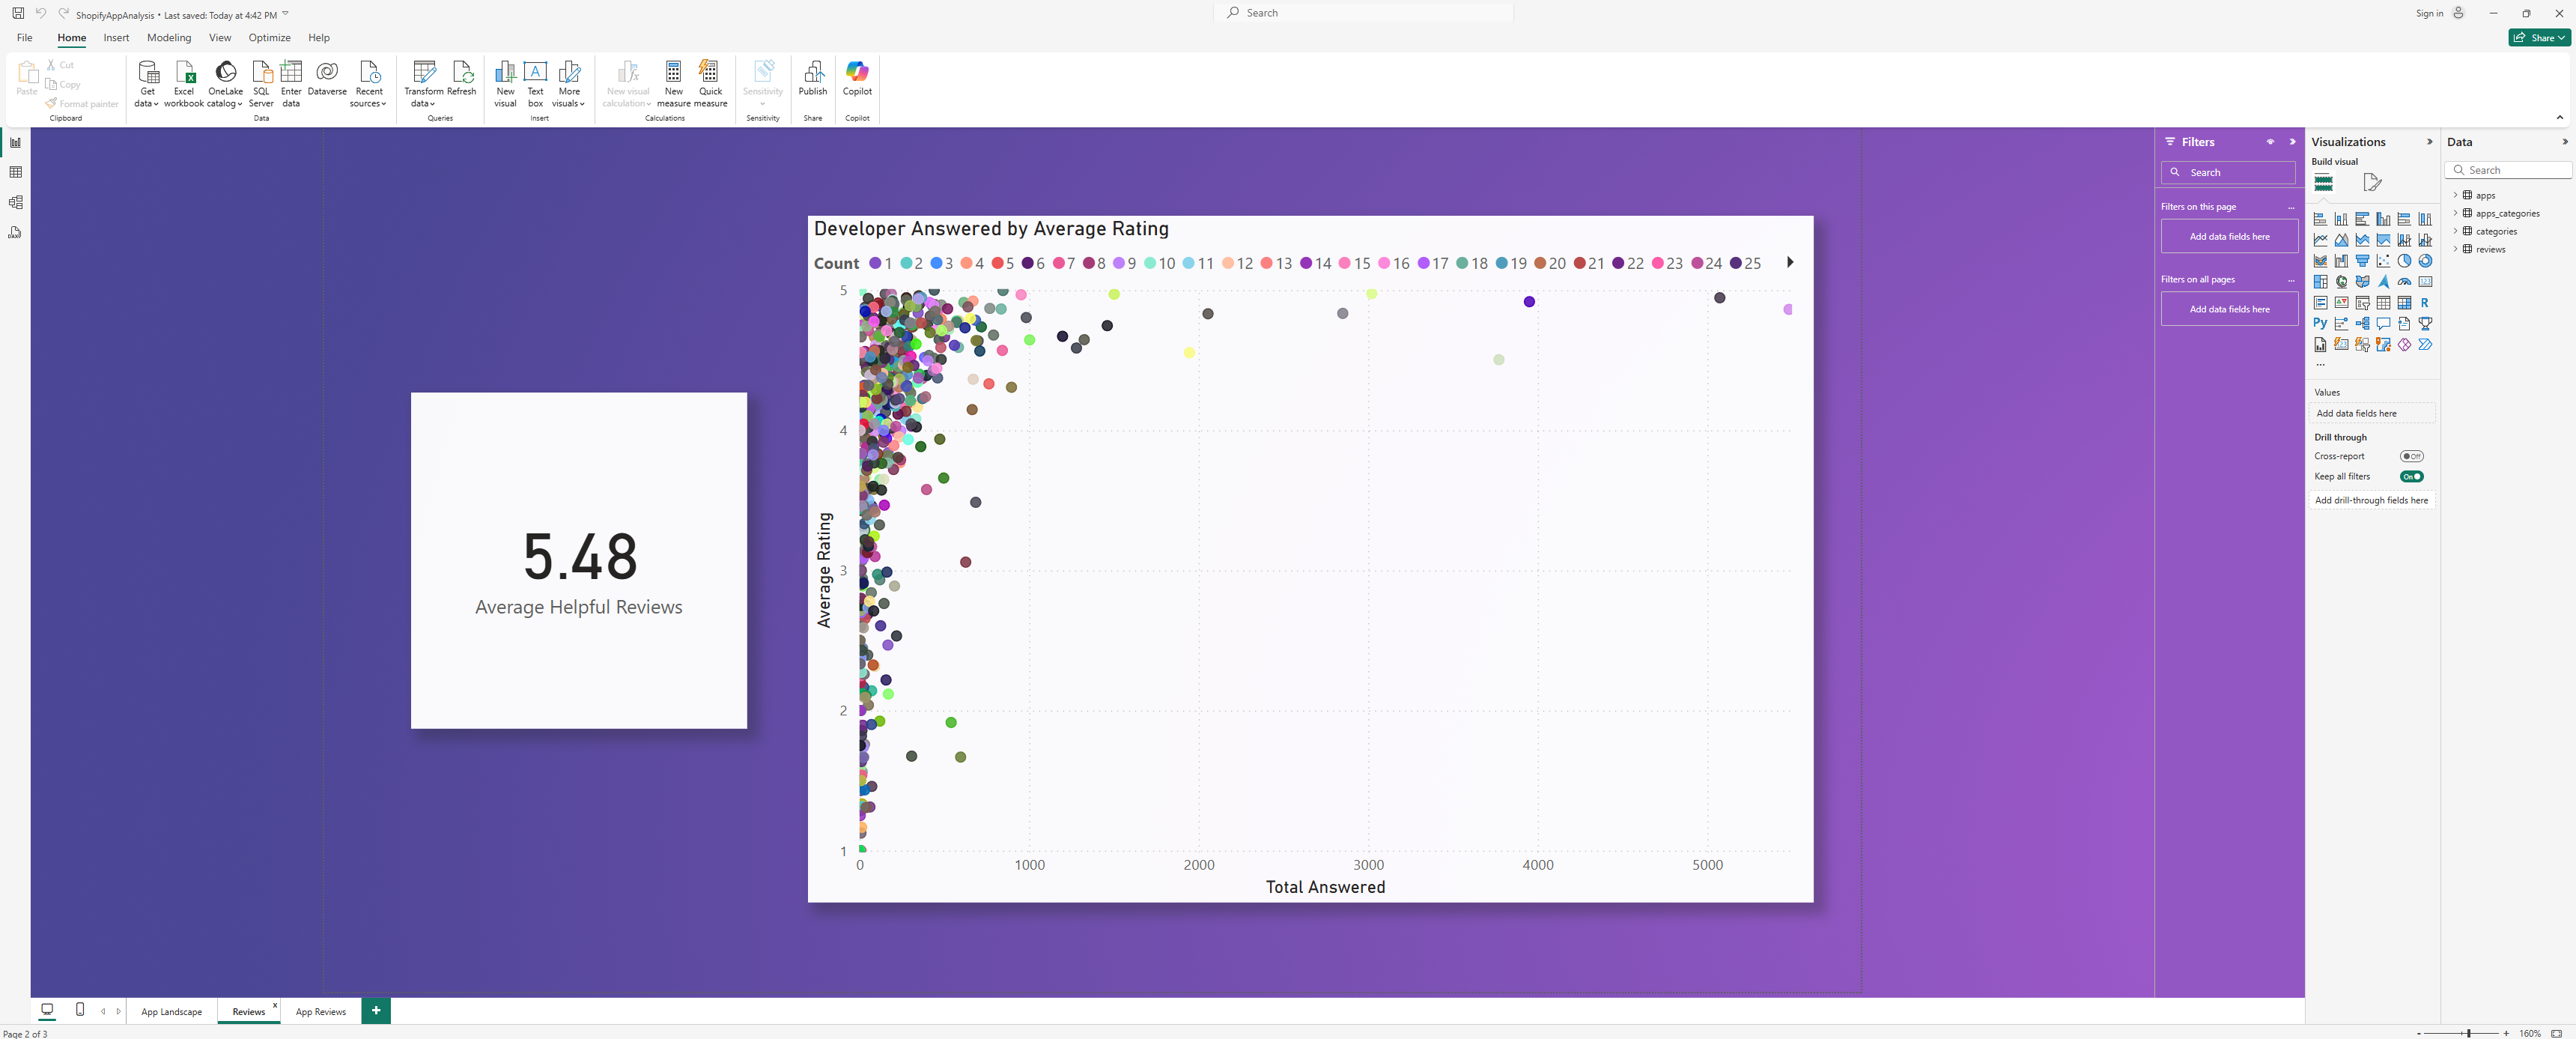 ShopifyAppAnalysis • Last saved: Today at 4:42 PM
Search
Sign in
File Home Insert Modeling View Optimize Help
Share
Paste
Cut
Copy
Format painter
Clipboard
Get data
Excel workbook
OneLake catalog
SQL Server
Enter data
Dataverse
Recent sources
Data
Transform data
Refresh
Queries
New visual
Text box
More visuals
Insert
New visual calculation
New measure
Quick measure
Calculations
Sensitivity
Sensitivity
Publish
Share
Copilot
Copilot
5.48
Average Helpful Reviews
Developer Answered by Average Rating
Count 1 2 3 4 5 6 7 8 9 10 11 12 13 14 15 16 17 18 19 20 21 22 23 24 25
5
4
3
2
1
Average Rating
0 1000 2000 3000 4000 5000
Total Answered
Filters
Search
Filters on this page
...
Add data fields here
Filters on all pages
...
Add data fields here
Visualizations
Build visual
R
Py
...
Values
Add data fields here
Drill through
Cross-report
Off
Keep all filters
On
Add drill-through fields here
Data
Search
apps
apps_categories
categories
reviews
App Landscape
Reviews
x
App Reviews
+
Page 2 of 3
- + 160%